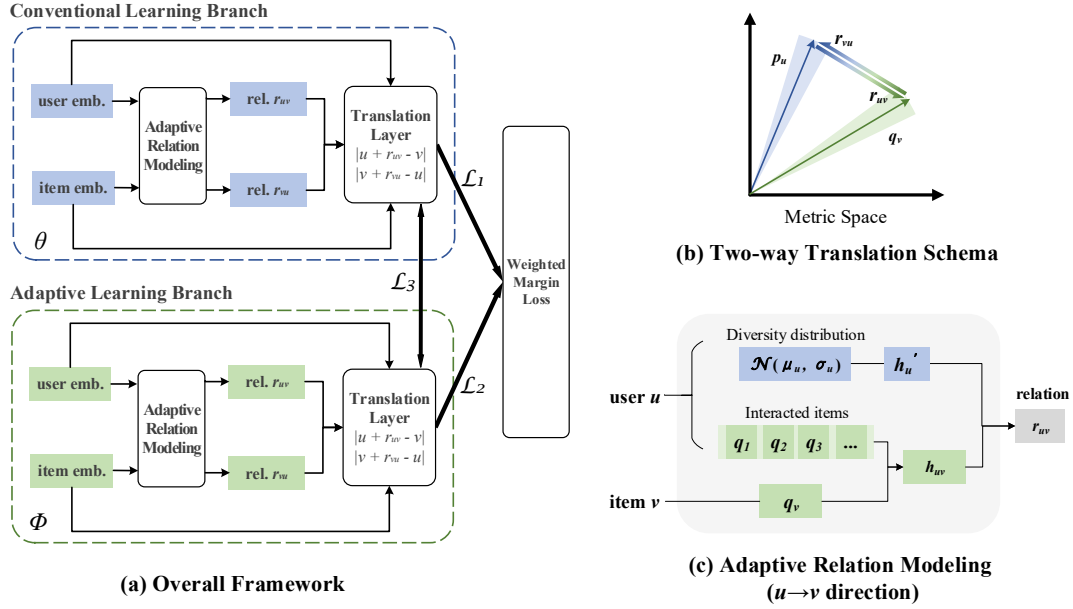 Conventional Learning Branch
user emb.
item emb.
Adaptive
Relation
Modeling
rel. r_uv
rel. r_vu
Translation
Layer
|u + r_uv - v|
|v + r_vu - u|
θ
ℒ1
ℒ3
ℒ2
Weighted
Margin
Loss
Adaptive Learning Branch
user emb.
item emb.
Adaptive
Relation
Modeling
rel. r_uv
rel. r_vu
Translation
Layer
|u + r_uv - v|
|v + r_vu - u|
Φ
(a) Overall Framework
p_u
r_vu
r_uv
q_v
Metric Space
(b) Two-way Translation Schema
Diversity distribution
𝒩(μ_u, σ_u)
h_u′
user u
Interacted items
q_1 q_2 q_3 ...
item v
q_v
h_uv
relation
r_uv
(c) Adaptive Relation Modeling
(u→v direction)